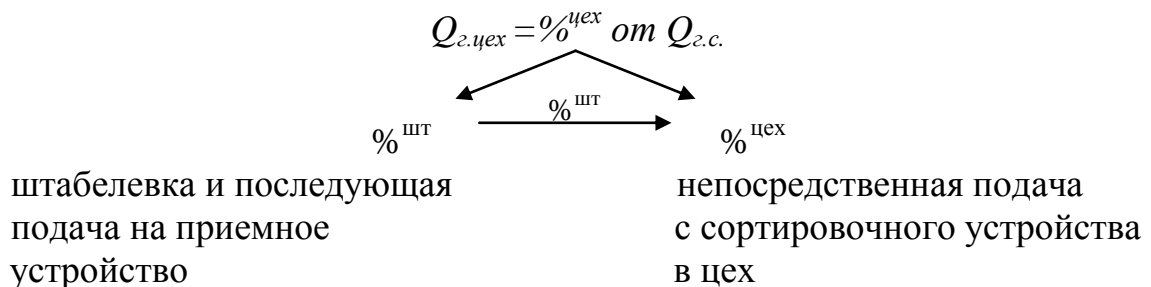 Qг.цех =%цех от Qг.с.
%шт
%шт %цех
штабелевка и последующая непосредственная подача
подача на приемное с сортировочного устройства
устройство в цех